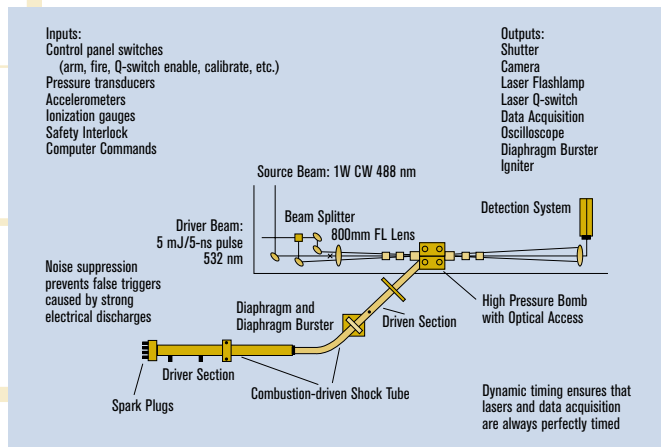 Inputs:
Control panel switches
(arm, fire, Q-switch enable, calibrate, etc.)
Pressure transducers
Accelerometers
Ionization gauges
Safety Interlock
Computer Commands
Outputs:
Shutter
Camera
Laser Flashlamp
Laser Q-switch
Data Acquisition
Oscilloscope
Diaphragm Burster
Igniter
Source Beam: 1W CW 488 nm
Driver Beam:
5 mJ/5-ns pulse
532 nm
Beam Splitter
800mm FL Lens
Detection System
Noise suppression
prevents false triggers
caused by strong
electrical discharges
Diaphragm and
Diaphragm Burster
Driven Section
High Pressure Bomb
with Optical Access
Driver Section
Spark Plugs
Combustion-driven Shock Tube
Dynamic timing ensures that
lasers and data acquisition
are always perfectly timed